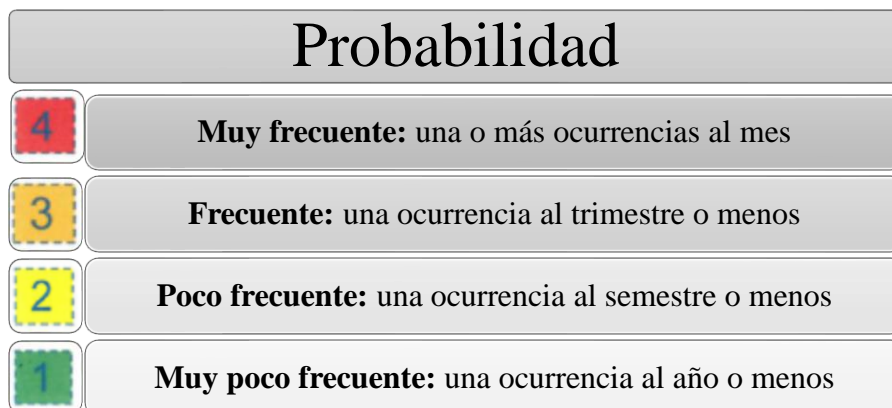 Probabilidad
4 Muy frecuente: una o más ocurrencias al mes
3 Frecuente: una ocurrencia al trimestre o menos
2 Poco frecuente: una ocurrencia al semestre o menos
1 Muy poco frecuente: una ocurrencia al año o menos